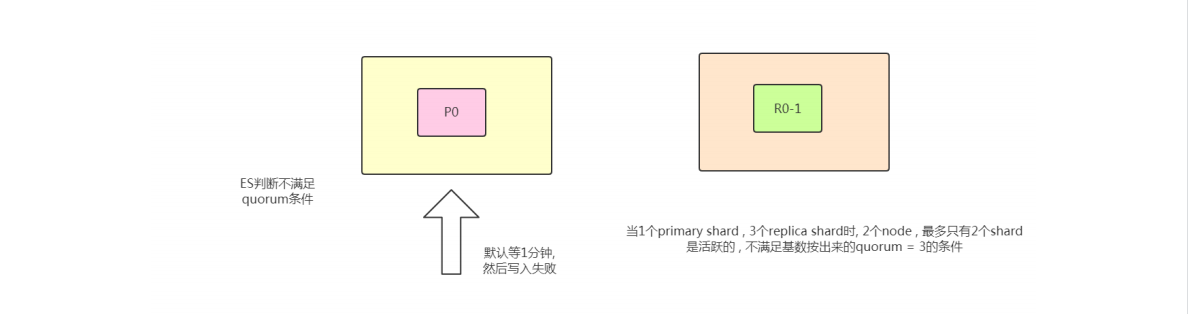 P0
R0-1
ES判断不满足
quorum条件
默认等1分钟,
然后写入失败
当1个primary shard , 3个replica shard时, 2个node , 最多只有2个shard
是活跃的 , 不满足基数按出来的quorum = 3的条件